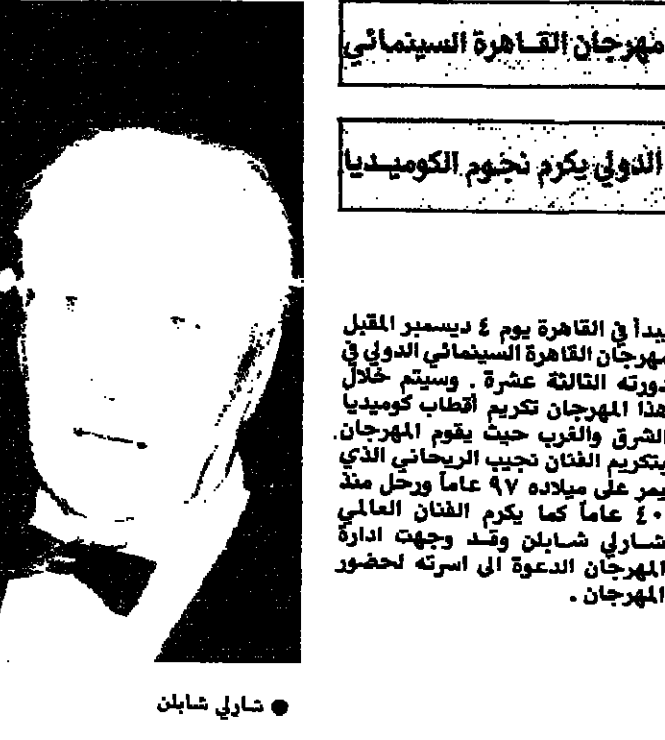 مهرجان القاهرة السينمائي
الدولي يكرم نجوم الكوميديا
يبدأ في القاهرة يوم ٤ ديسمبر المقبل
مهرجان القاهرة السينمائي الدولي في
دورته الثالثة عشرة . وسيتم خلال
هذا المهرجان تكريم أقطاب كوميديا
الشرق والغرب حيث يقوم المهرجان
بتكريم الفنان نجيب الريحاني الذي
يمر على ميلاده ٩٧ عاماً ورحل منذ
٤٠ عاماً كما يكرم الفنان العالمي
شارلي شابلن وقد وجهت ادارة
المهرجان الدعوة الى اسرته لحضور
المهرجان .
● شارلي شابلن